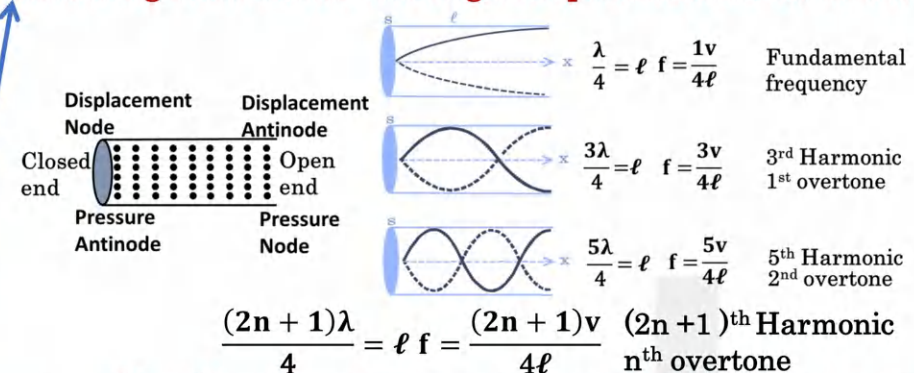 Displacement Node
Displacement Antinode
Closed end
Open end
Pressure Antinode
Pressure Node
s ℓ
x
λ/4 = ℓ f = 1v/4ℓ Fundamental frequency
s
x
3λ/4 = ℓ f = 3v/4ℓ 3rd Harmonic 1st overtone
s
x
5λ/4 = ℓ f = 5v/4ℓ 5th Harmonic 2nd overtone
(2n + 1)λ/4 = ℓ f = (2n + 1)v/4ℓ (2n +1 )th Harmonic
nth overtone